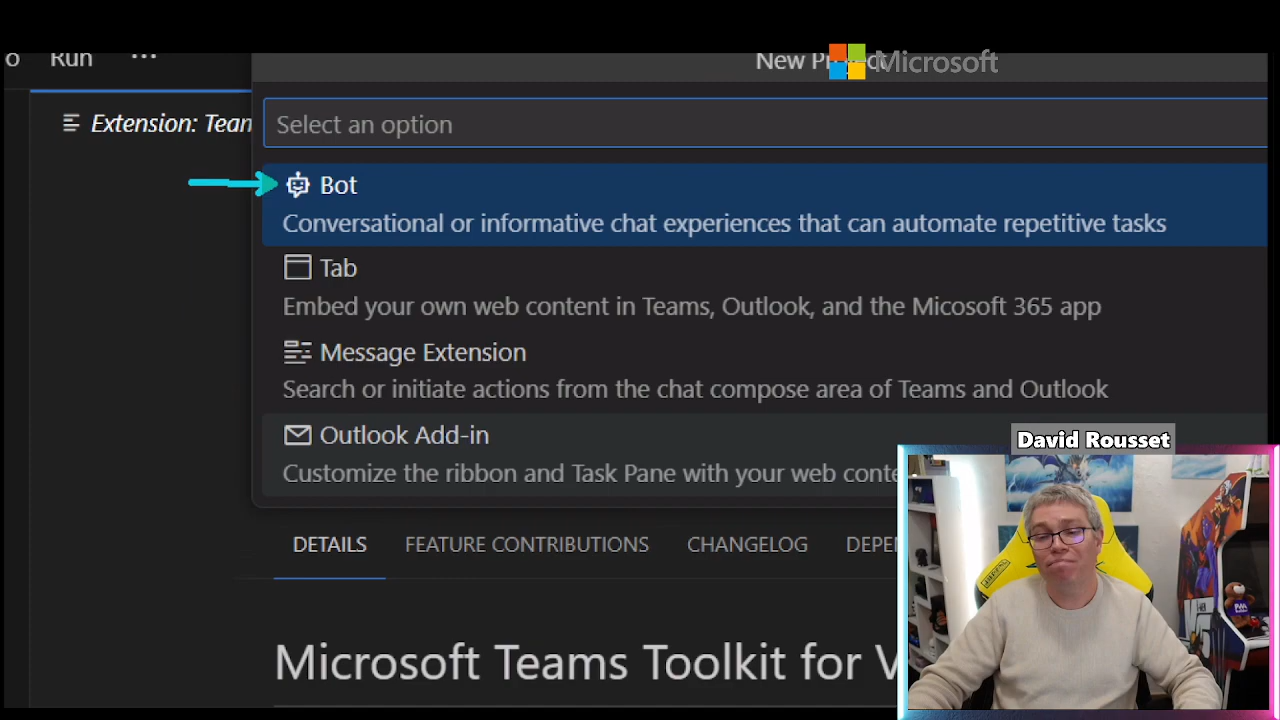 Run ...
New Project
Microsoft
Extension: Team
Select an option
Bot
Conversational or informative chat experiences that can automate repetitive tasks
Tab
Embed your own web content in Teams, Outlook, and the Micosoft 365 app
Message Extension
Search or initiate actions from the chat compose area of Teams and Outlook
Outlook Add-in
Customize the ribbon and Task Pane with your web conte
David Rousset
DETAILS
FEATURE CONTRIBUTIONS
CHANGELOG
DEPEN
Microsoft Teams Toolkit for V